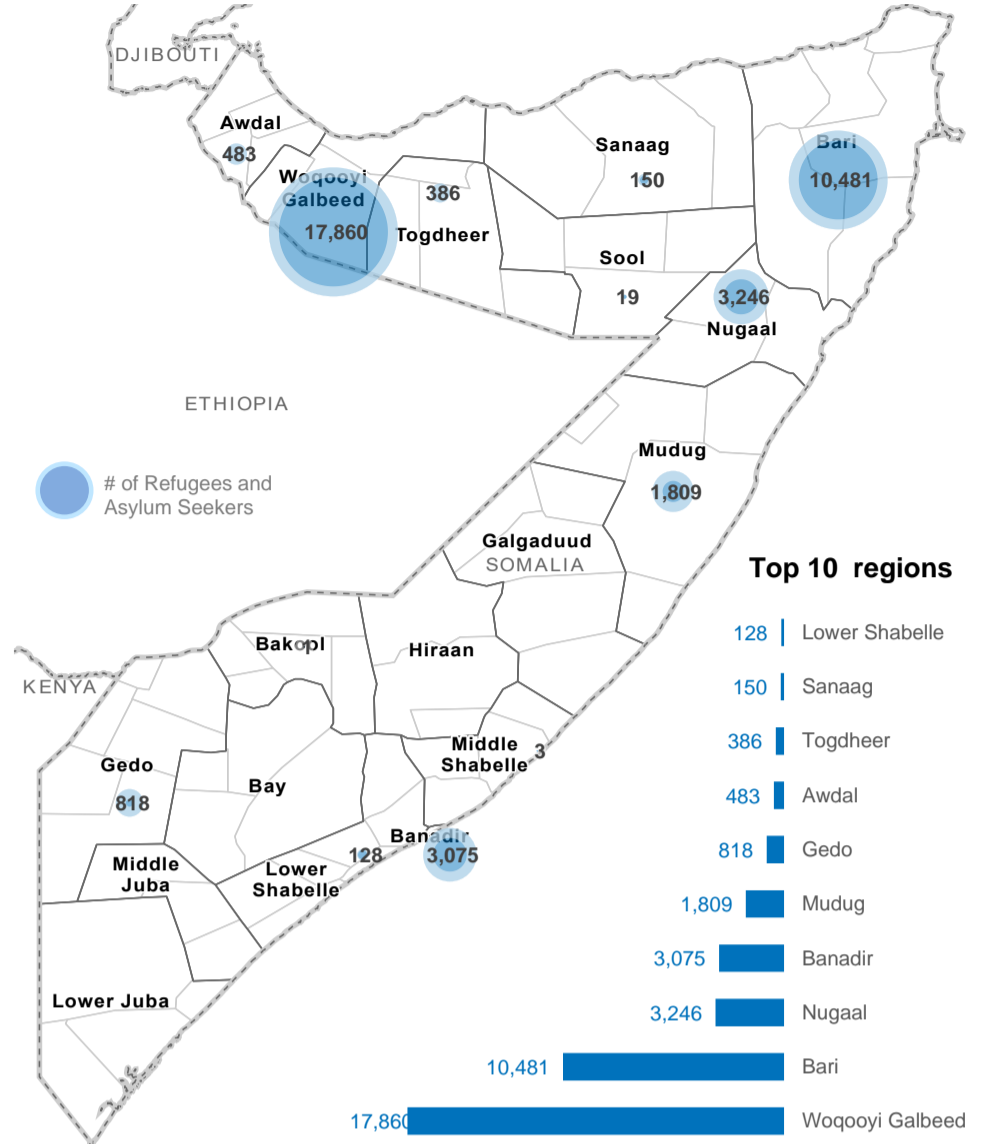 DJIBOUTI
Awdal
483
Woqooyi
Galbeed
17,860
386
Togdheer
Sanaag
150
Bari
10,481
Sool
19
3,246
Nugaal
ETHIOPIA
Mudug
1,809
# of Refugees and
Asylum Seekers
Galgaduud
SOMALIA
Top 10 regions
128 Lower Shabelle
150 Sanaag
386 Togdheer
483 Awdal
818 Gedo
1,809 Mudug
3,075 Banadir
3,246 Nugaal
10,481 Bari
17,860 Woqooyi Galbeed
Hiraan
KENYA
Middle
Shabelle
3
Gedo
818
Bay
Banadir
3,075
128
Lower
Shabelle
Middle
Juba
Lower Juba